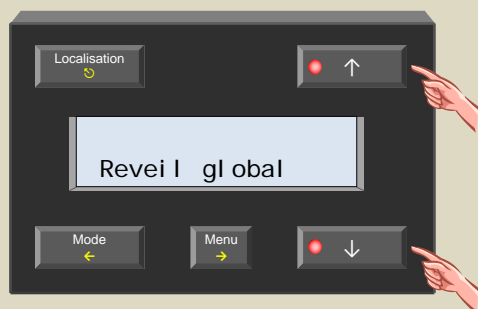 Localisation
↑
Reveil global
Mode
←
Menu
→
↓